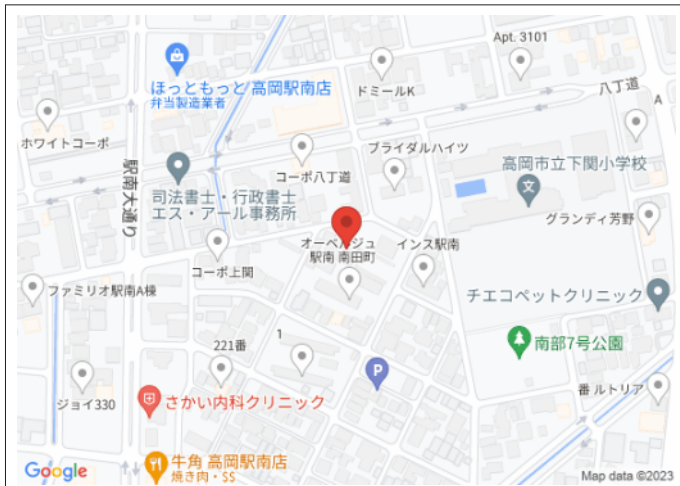 Apt. 3101
ほっともっと 高岡駅南店
弁当製造業者
ドミールK
八丁道
A
ホワイトコーポ
ブライダルハイツ
高岡市立下関小学校
文
コーポ八丁道
駅南大通り
司法書士・行政書士
エス・アール事務所
グランディ芳野
オーベルジュ
駅南 南田町
インス駅南
コーポ上関
ファミリオ駅南A棟
チエコペットクリニック
1
221番
南部7号公園
P
ジョイ330
さかい内科クリニック
番 ルトリア
牛角 高岡駅南店
焼き肉・$$
Google
Map data ©2023